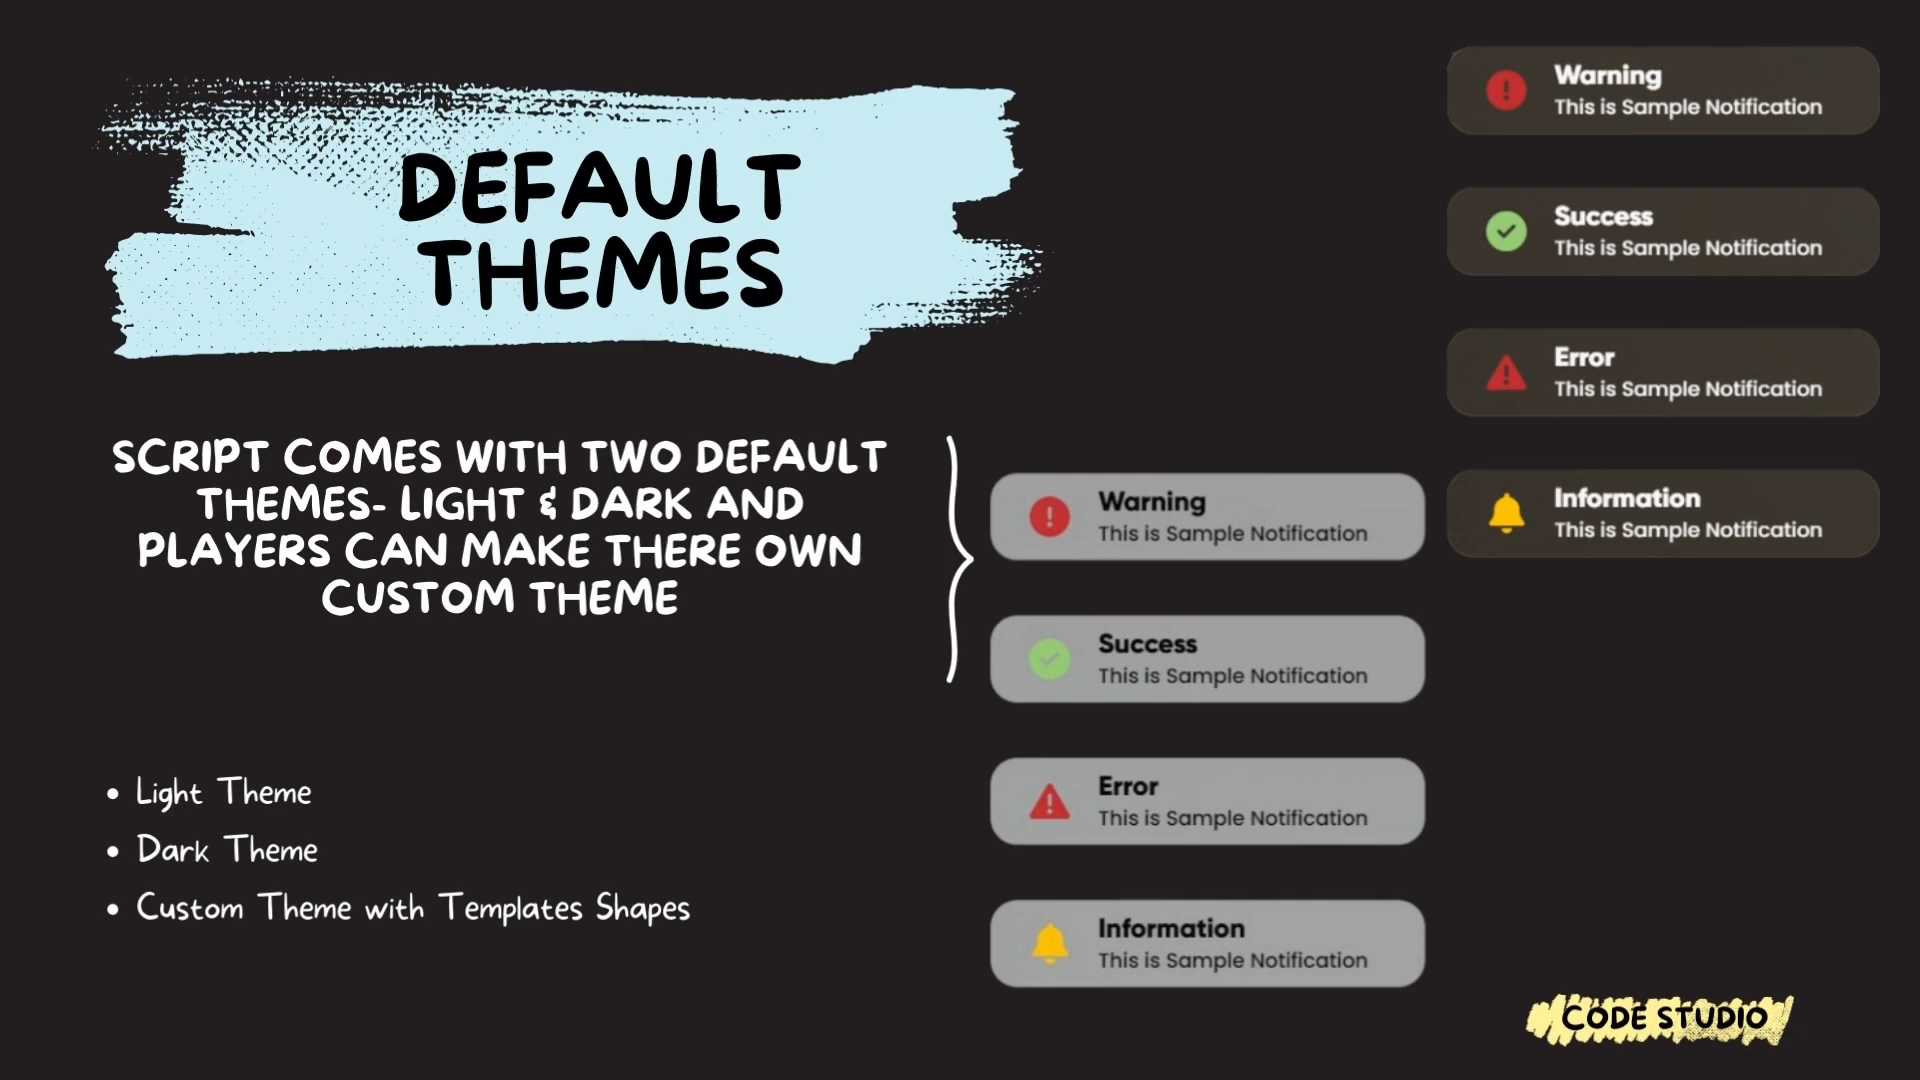 DEFAULT
THEMES
SCRIPT COMES WITH TWO DEFAULT
THEMES- LIGHT & DARK AND
PLAYERS CAN MAKE THERE OWN
CUSTOM THEME
• Light Theme
• Dark Theme
• Custom Theme with Templates Shapes
Warning
This is Sample Notification
Success
This is Sample Notification
Error
This is Sample Notification
Information
This is Sample Notification
Warning
This is Sample Notification
Success
This is Sample Notification
Error
This is Sample Notification
Information
This is Sample Notification
CODE STUDIO